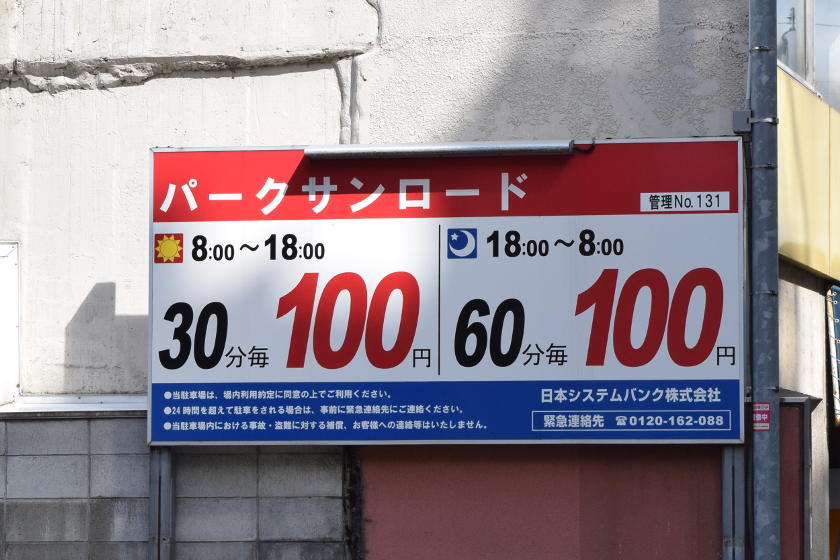 パークサンロード
管理No.131
8:00～18:00
30分毎 100円
18:00～8:00
60分毎 100円
●当駐車場は、場内利用約定に同意の上でご利用ください。
●24時間を超えて駐車をされる場合は、事前に緊急連絡先にご連絡ください。
●当駐車場内における事故・盗難に対する補償、お客様への連絡等はいたしません。
日本システムバンク株式会社
緊急連絡先 ☎0120-162-088